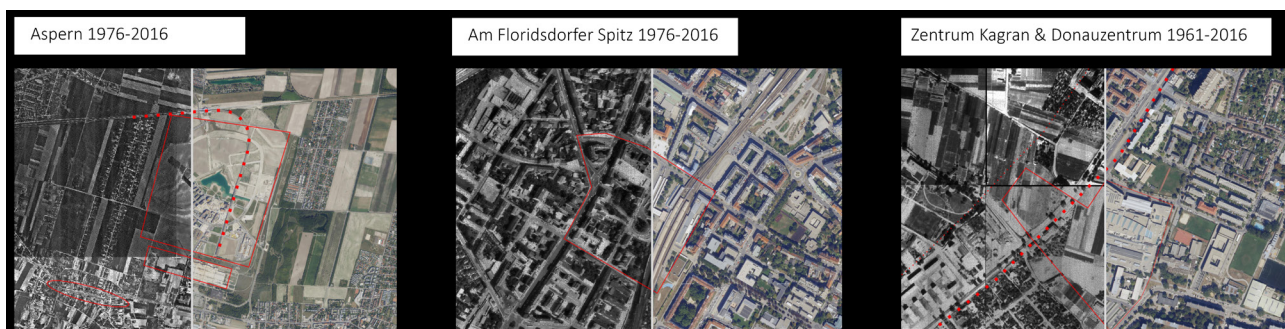 Aspern 1976-2016
Am Floridsdorfer Spitz 1976-2016
Zentrum Kagran & Donauzentrum 1961-2016